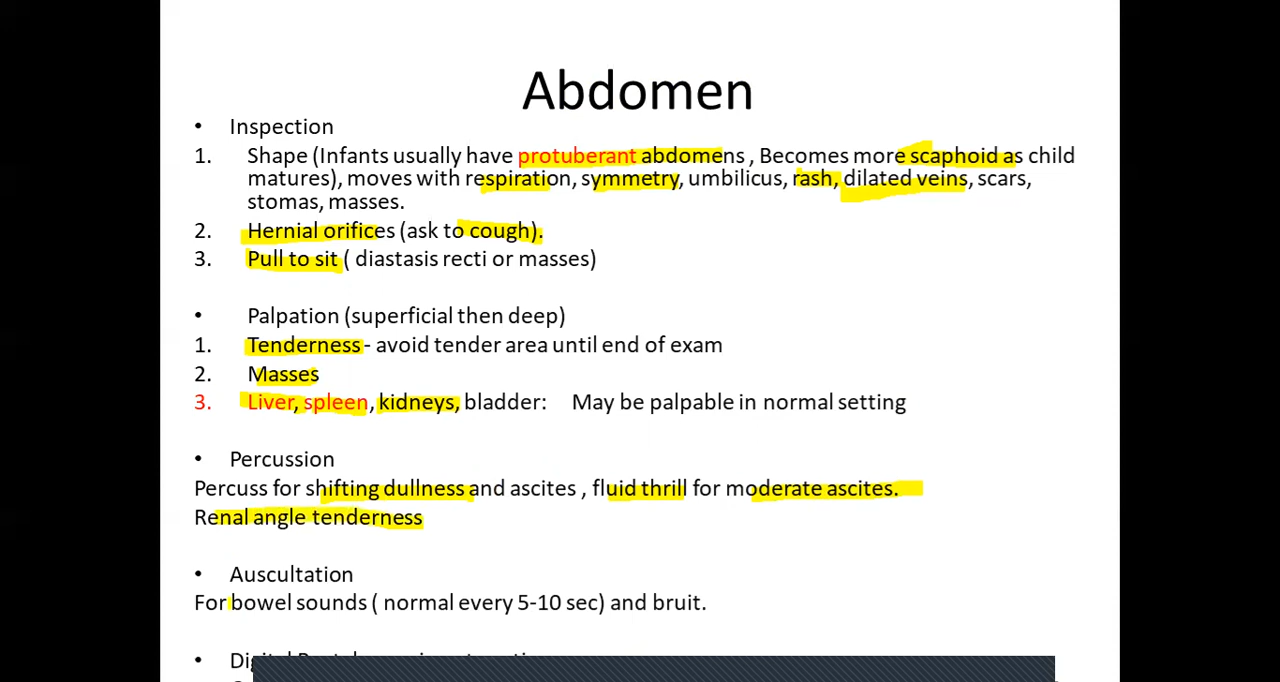 Abdomen
• Inspection
1. Shape (Infants usually have protuberant abdomens , Becomes more scaphoid as child
matures), moves with respiration, symmetry, umbilicus, rash, dilated veins, scars,
stomas, masses.
2. Hernial orifices (ask to cough).
3. Pull to sit ( diastasis recti or masses)
• Palpation (superficial then deep)
1. Tenderness- avoid tender area until end of exam
2. Masses
3. Liver, spleen, kidneys, bladder: May be palpable in normal setting
• Percussion
Percuss for shifting dullness and ascites , fluid thrill for moderate ascites.
Renal angle tenderness
• Auscultation
For bowel sounds ( normal every 5-10 sec) and bruit.
•